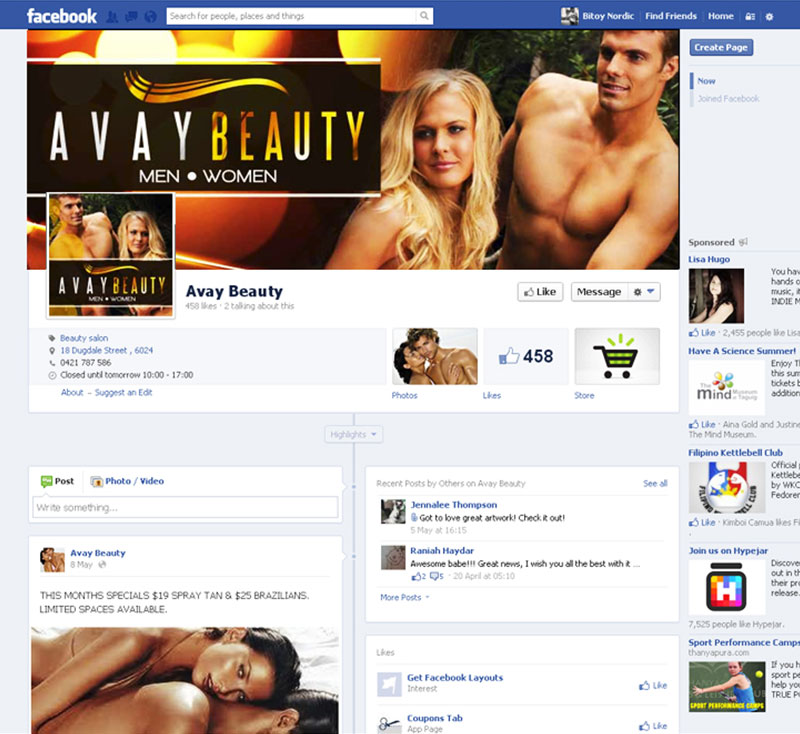 facebook
Search for people, places and things
Bitoy Nordic
Find Friends
Home
AVAY BEAUTY
MEN • WOMEN
AVAY BEAUTY
MEN • WOMEN
Avay Beauty
458 likes · 2 talking about this
Like
Message
Beauty salon
18 Dugdale Street , 6024
0421 787 586
Closed until tomorrow 10:00 - 17:00
About – Suggest an Edit
Photos
458
Likes
Store
Highlights
Post
Photo / Video
Write something...
Avay Beauty
8 May
THIS MONTHS SPECIALS $19 SPRAY TAN & $25 BRAZILIANS.
LIMITED SPACES AVAILABLE.
Recent Posts by Others on Avay Beauty
See all
Jennalee Thompson
Got to love great artwork! Check it out!
5 May at 16:15
Raniah Haydar
Awesome babe!!! Great news, I wish you all the best with it ...
2 5 · 20 April at 05:10
More Posts
Likes
Get Facebook Layouts
Interest
Like
Coupons Tab
App Page
Like
Create Page
Now
Joined Facebook
Sponsored
Lisa Hugo
You hav
hands o
music, it
INDIE M
Like · 2,455 people like Lisa
Have A Science Summer!
The
mind
Museum
Enjoy T
this sum
tickets b
addition
Like · Aina Gold and Justine
The Mind Museum.
Filipino Kettlebell Club
FILIPINO KETTLEBELL CLUB
Official p
Kettlebe
by WKC
Fedoren
Like · Kimboi Camua likes Fi
Join us on Hypejar
Discove
out in th
their pro
release.
7,525 people like Hypejar.
Sport Performance Camps
thanyapura.com
SPORT PERFORMANCE CAMPS
If you h
sport pe
help you
TRUE PO